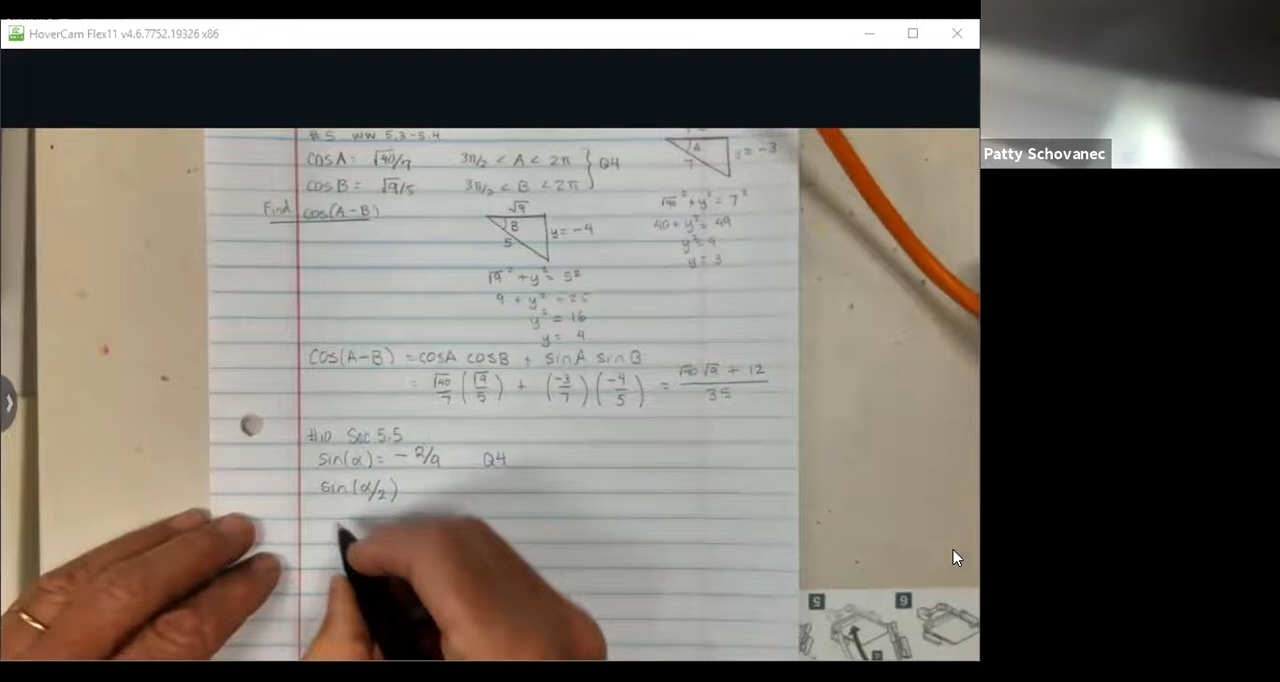 HoverCam Flex11 v4.6.7752.19326 x86
Patty Schovanec
#5 WW 5.3-5.4
cosA = √40/7 3π/2 < A < 2π } Q4
cosB = √9/5 3π/2 < B < 2π
Find cos(A-B)
√9
B
5
y = -4
√9² + y² = 5²
9 + y² = 25
y² = 16
y = 4
A
7
y = -3
√40² + y² = 7²
40 + y² = 49
y² = 9
y = 3
cos(A-B) = cosA cosB + sinA sinB
= √40/7 (√9/5) + (-3/7)(-4/5) = (√40 √9 + 12)/35
#10 Sec 5.5
sin(α) = -2/9 Q4
sin(α/2)
5
6